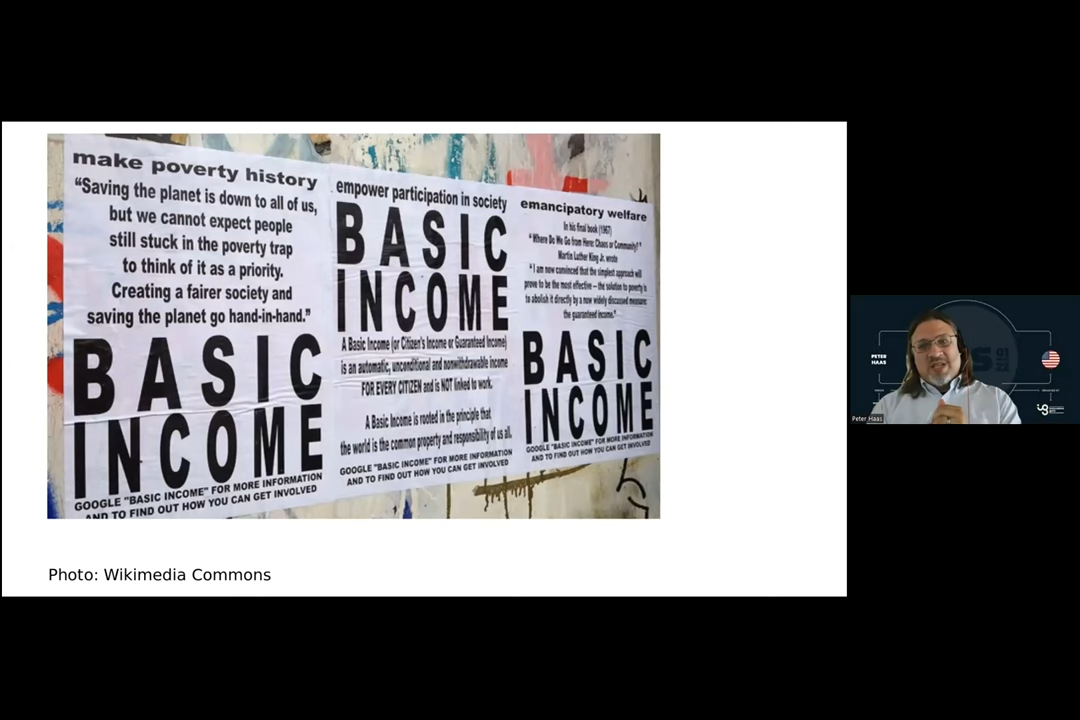 make poverty history
“Saving the planet is down to all of us,
but we cannot expect people
still stuck in the poverty trap
to think of it as a priority.
Creating a fairer society and
saving the planet go hand-in-hand.”
BASIC
INCOME
GOOGLE "BASIC INCOME" FOR MORE INFORMATION
AND TO FIND OUT HOW YOU CAN GET INVOLVED
empower participation in society
BASIC
INCOME
A Basic Income (or Citizen's Income or Guaranteed Income)
is an automatic, unconditional and nonwithdrawable income
FOR EVERY CITIZEN and is NOT linked to work.
A Basic Income is rooted in the principle that
the world is the common property and responsibility of us all.
GOOGLE "BASIC INCOME" FOR MORE INFORMATION
AND TO FIND OUT HOW YOU CAN GET INVOLVED
emancipatory welfare
In his final book (1967)
"Where Do We Go from Here: Chaos or Community?"
Martin Luther King Jr. wrote
"I am now convinced that the simplest approach will
prove to be the most effective — the solution to poverty is
to abolish it directly by a now widely discussed measure:
the guaranteed income."
BASIC
INCOME
GOOGLE "BASIC INCOME" FOR MORE INFORMATION
AND TO FIND OUT HOW YOU CAN GET INVOLVED
Photo: Wikimedia Commons
PETER
HAAS
Peter Haas